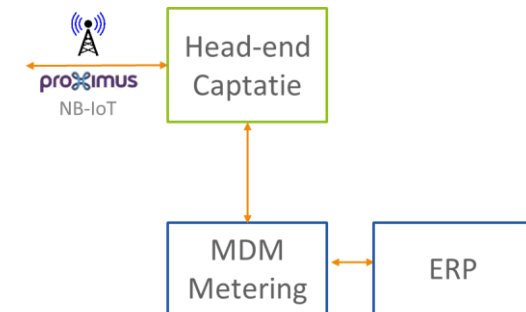 Head-end
Captatie
proximus
NB-IoT
MDM
Metering
ERP